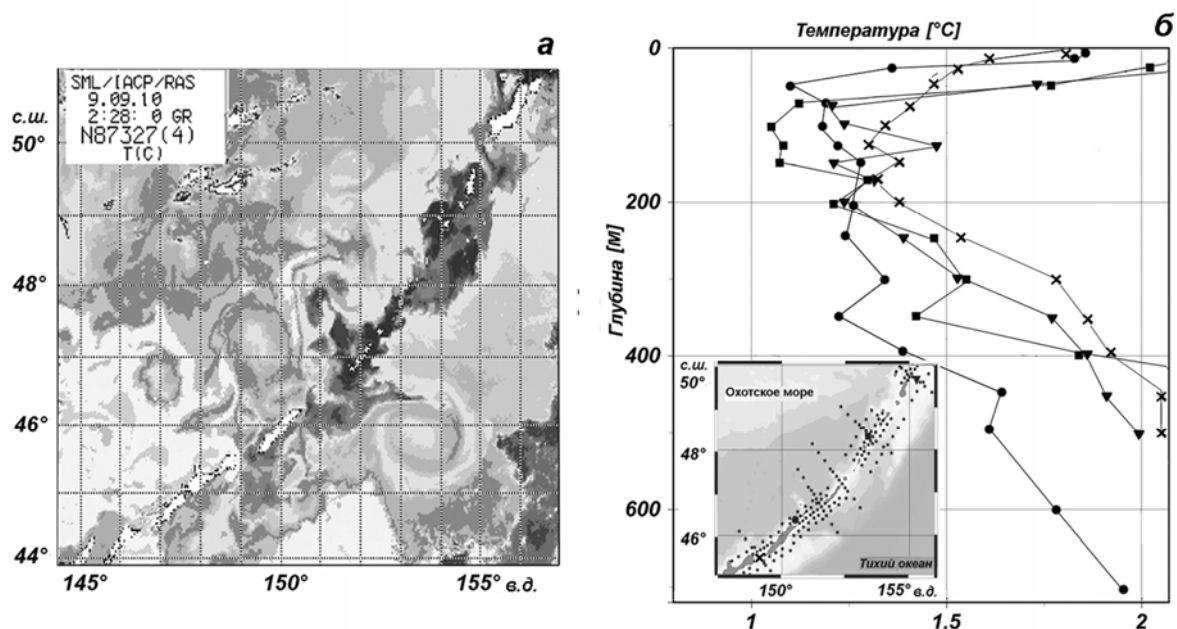 а
SML/[ACP/RAS
9.09.10
2:28: 0 GR
N87327(4)
T(C)
с.ш.
50°
48°
46°
44°
145°
150°
155° в.д.
б
Температура [°C]
0
200
400
600
Глубина [М]
1
1.5
2
с.ш.
50°
48°
46°
Охотское море
Тихий океан
150°
155° в.д.